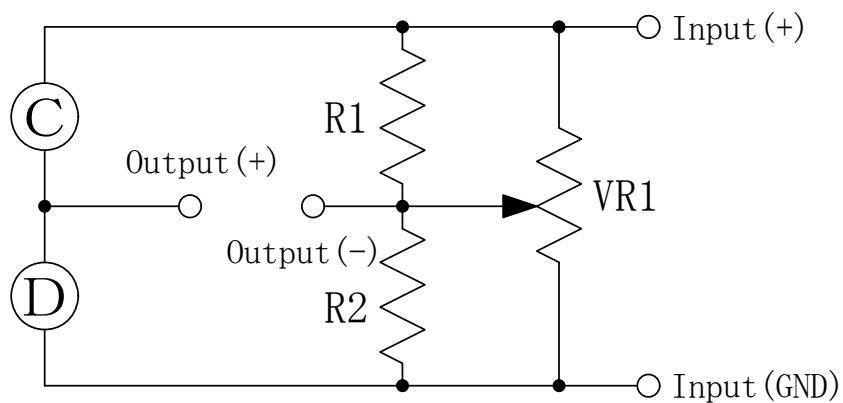 Input(+)
C
R1
Output(+)
VR1
Output(-)
D
R2
Input(GND)